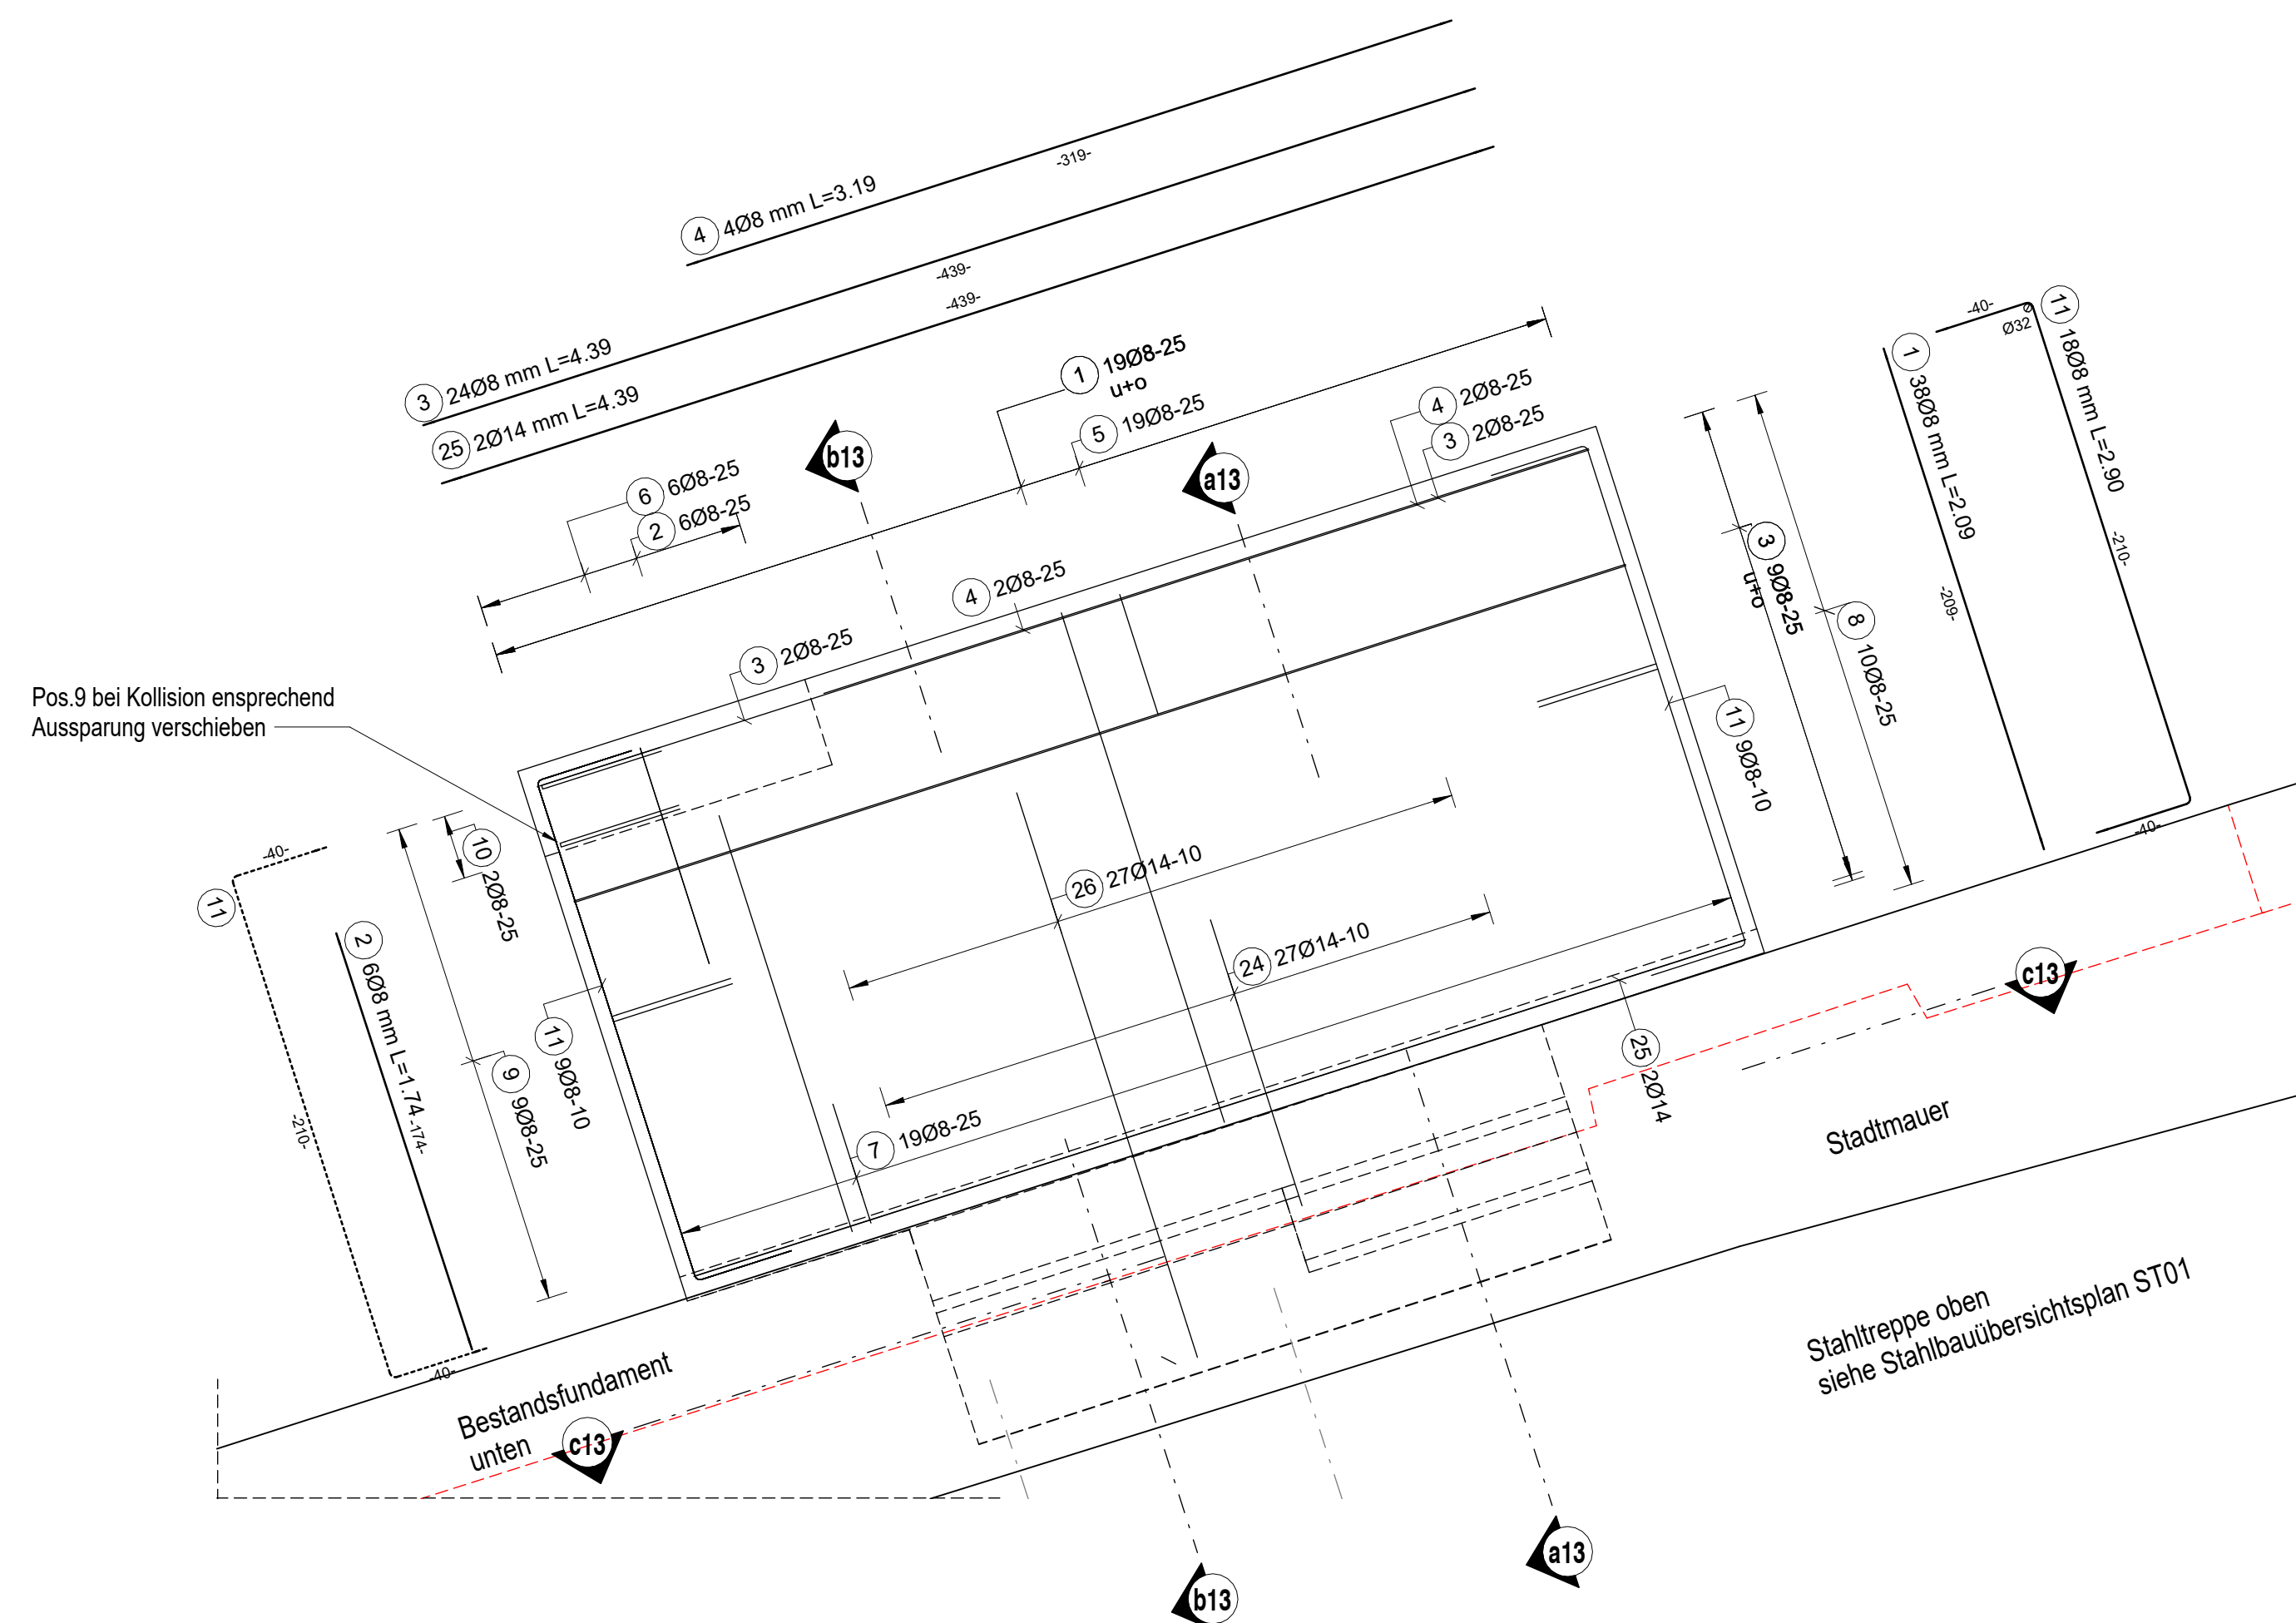 -319-
4 4Ø8 mm L=3.19
-439-
3 24Ø8 mm L=4.39
-439-
25 2Ø14 mm L=4.39
1 19Ø8-25
u+o
5 19Ø8-25
4 2Ø8-25
3 2Ø8-25
6 6Ø8-25
2 6Ø8-25
b13
a13
4 2Ø8-25
3 2Ø8-25
-40-
Ø32
11 18Ø8 mm L=2.90
-210-
-40-
1 38Ø8 mm L=2.09
-209-
3 9Ø8-25
u+o
8 10Ø8-25
11 9Ø8-10
Pos.9 bei Kollision ensprechend
Aussparung verschieben
10 2Ø8-25
-40-
11
-210-
-40-
2 6Ø8 mm L=1.74
-174-
9 9Ø8-25
11 9Ø8-10
26 27Ø14-10
24 27Ø14-10
7 19Ø8-25
25 2Ø14
c13
Stadtmauer
Stahltreppe oben
siehe Stahlbauübersichtsplan ST01
Bestandsfundament
unten
c13
a13
b13